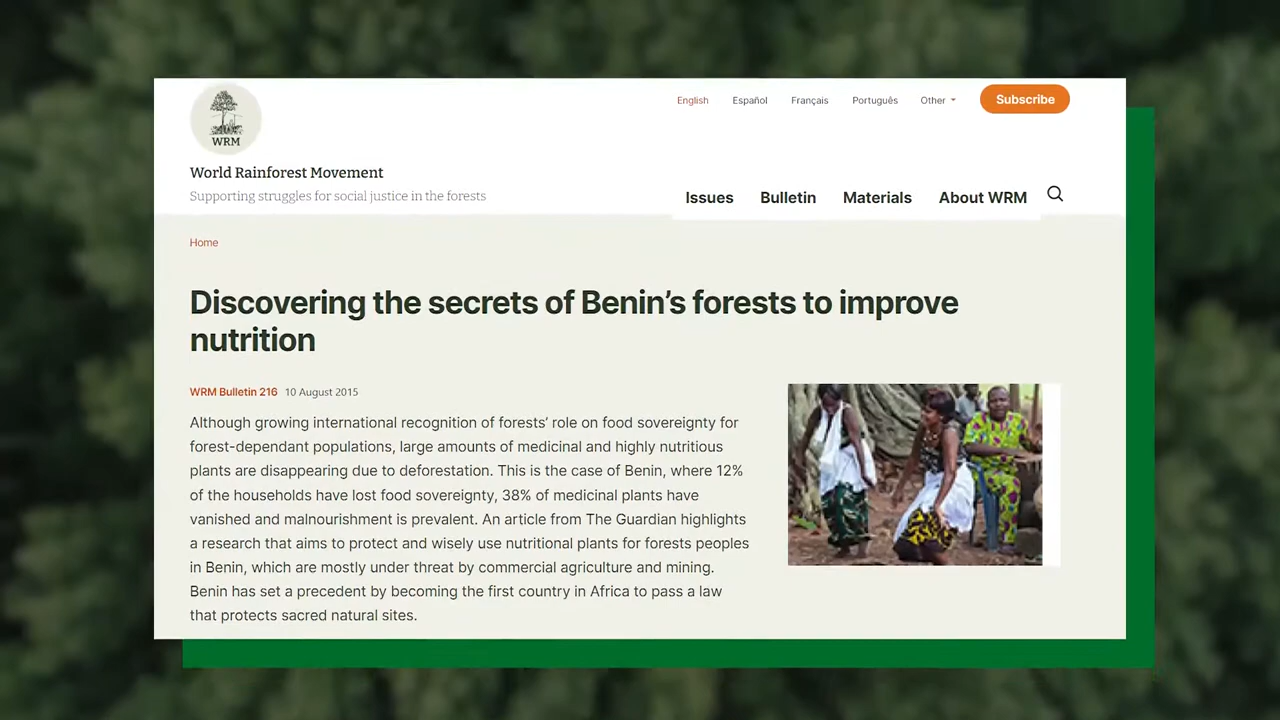 WRM
World Rainforest Movement
Supporting struggles for social justice in the forests
English Español Français Português Other Subscribe
Issues Bulletin Materials About WRM
Home
Discovering the secrets of Benin’s forests to improve
nutrition
WRM Bulletin 216 10 August 2015
Although growing international recognition of forests’ role on food sovereignty for
forest-dependant populations, large amounts of medicinal and highly nutritious
plants are disappearing due to deforestation. This is the case of Benin, where 12%
of the households have lost food sovereignty, 38% of medicinal plants have
vanished and malnourishment is prevalent. An article from The Guardian highlights
a research that aims to protect and wisely use nutritional plants for forests peoples
in Benin, which are mostly under threat by commercial agriculture and mining.
Benin has set a precedent by becoming the first country in Africa to pass a law
that protects sacred natural sites.